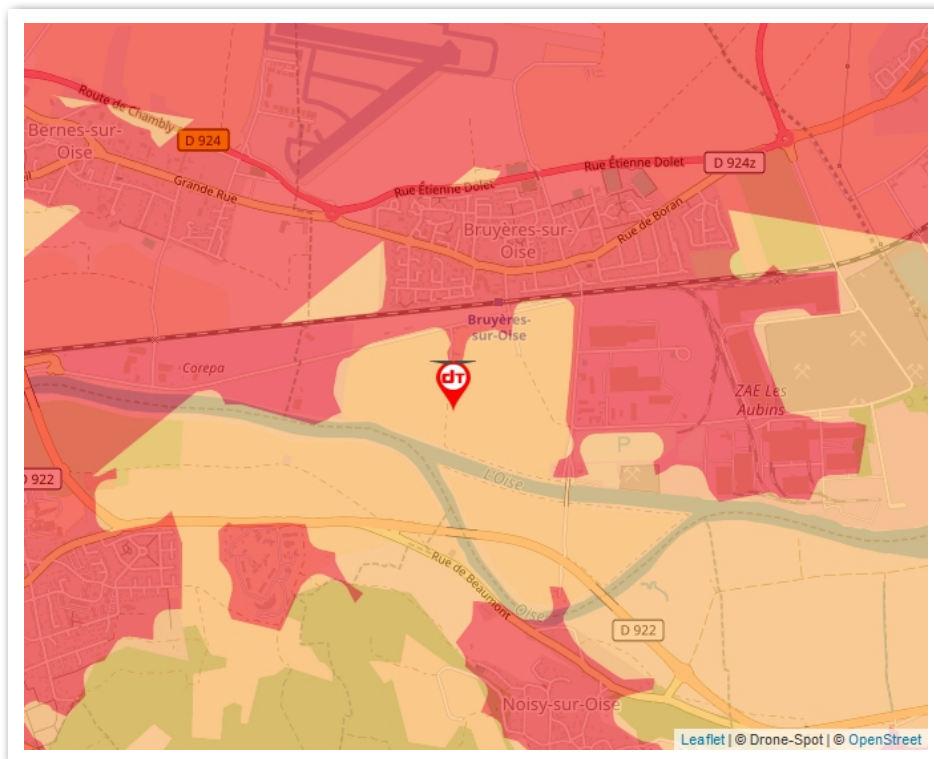 Route de Chambly
Bernes-sur-
Oise
D 924
Rue Étienne Dolet
D 924z
Grande Rue
Rue Étienne Dolet
Bruyères-sur-
Oise
Rue de Boran
Bruyères-
sur-Oise
Corepa
dT
ZAE Les
Aubins
P
D 922
L'Oise
Rue de Beaumont
Oise
D 922
Noisy-sur-Oise
Leaflet | © Drone-Spot | © OpenStreet